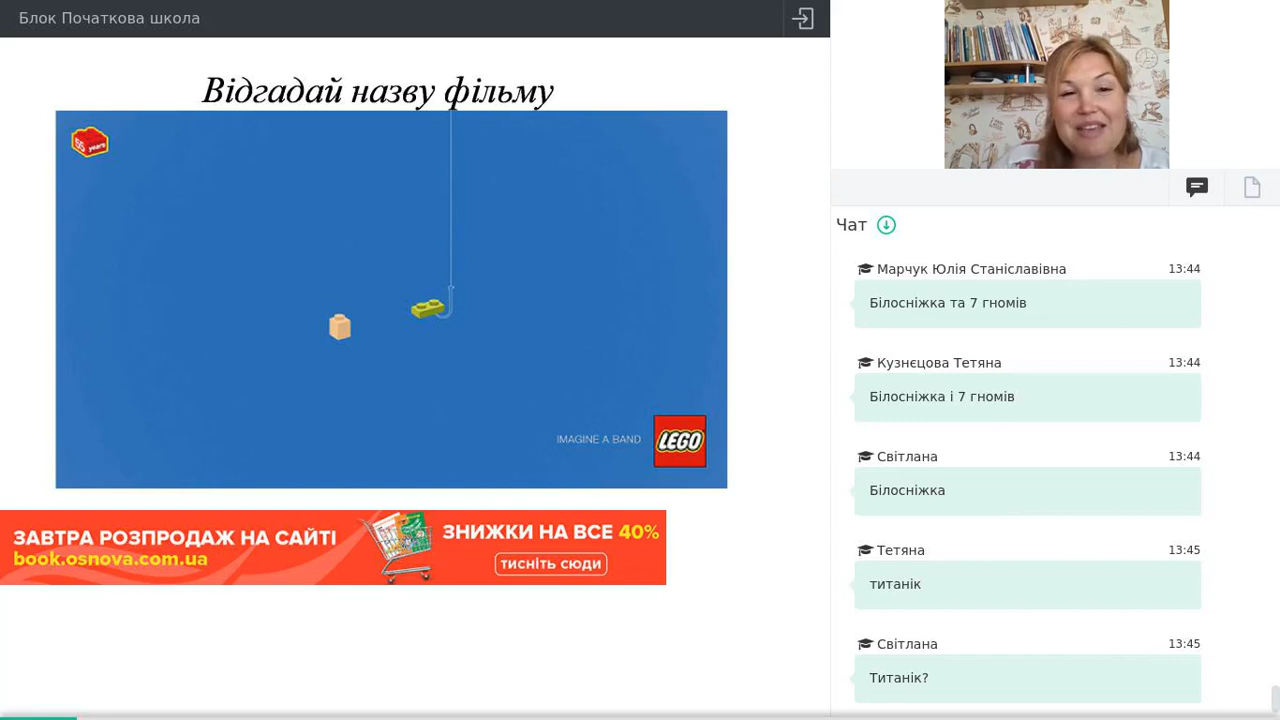 Блок Початкова школа
Відгадай назву фільму
65 years
IMAGINE A BAND
LEGO
ЗАВТРА РОЗПРОДАЖ НА САЙТІ
book.osnova.com.ua
ЗНИЖКИ НА ВСЕ 40%
тисніть сюди
Чат
Марчук Юлія Станіславівна 13:44
Білосніжка та 7 гномів
Кузнєцова Тетяна 13:44
Білосніжка і 7 гномів
Світлана 13:44
Білосніжка
Тетяна 13:45
титанік
Світлана 13:45
Титанік?